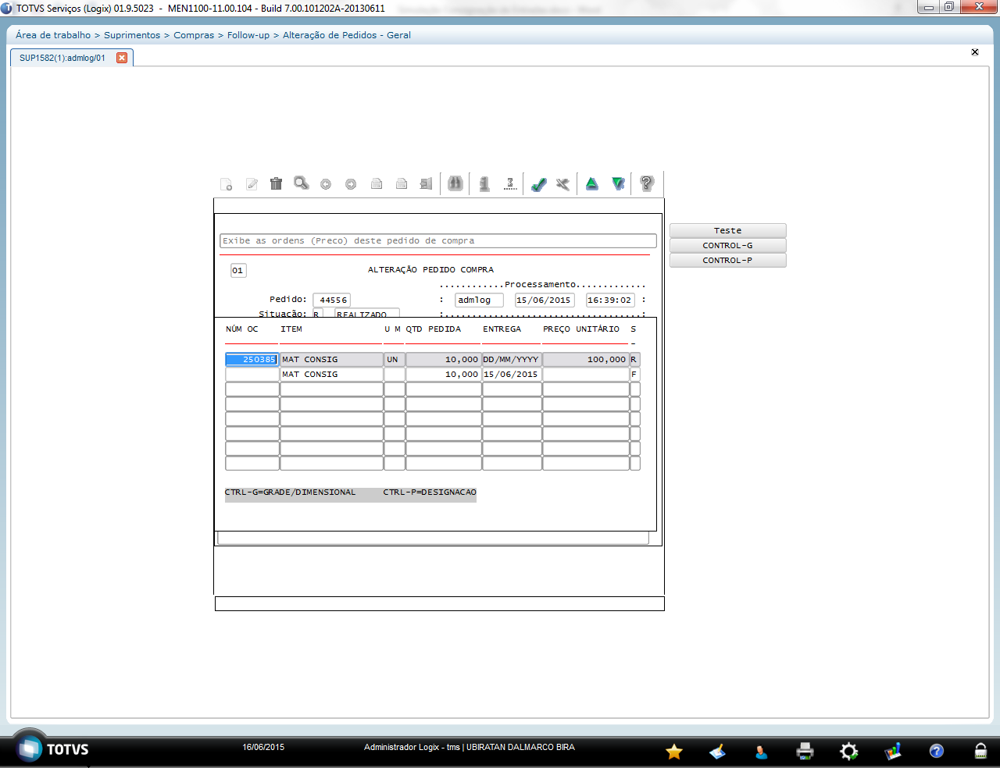 TOTVS Serviços (Logix) 01.9.5023 - MEN1100-11.00.104 - Build 7.00.101202A-20130611
Área de trabalho > Suprimentos > Compras > Follow-up > Alteração de Pedidos - Geral
SUP1582(1):admlog/01
Exibe as ordens (Preco) deste pedido de compra
Teste
CONTROL-G
CONTROL-P
01 ALTERAÇÃO PEDIDO COMPRA
............Processamento.............
Pedido: 44556 : admlog 15/06/2015 16:39:02 :
Situação: R REALIZADO :....................................:
NÚM OC ITEM U M QTD PEDIDA ENTREGA PREÇO UNITÁRIO S
-
250385 MAT CONSIG UN 10,000 DD/MM/YYYY 100,000 R
MAT CONSIG 10,000 15/06/2015 F
CTRL-G=GRADE/DIMENSIONAL CTRL-P=DESIGNACAO
TOTVS 16/06/2015 Administrador Logix - tms | UBIRATAN DALMARCO BIRA